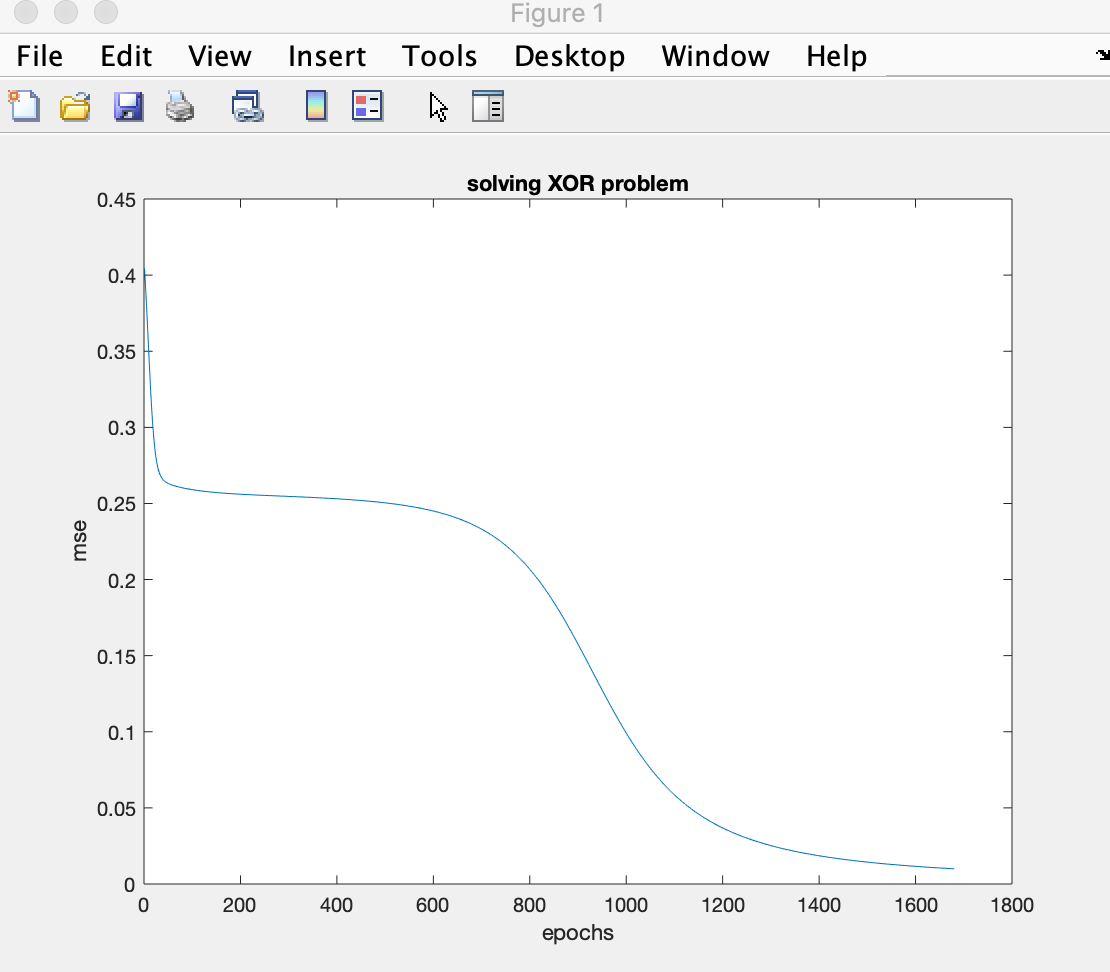 Figure 1
File Edit View Insert Tools Desktop Window Help
solving XOR problem
0.45
0.4
0.35
0.3
0.25
0.2
0.15
0.1
0.05
0
mse
0 200 400 600 800 1000 1200 1400 1600 1800
epochs